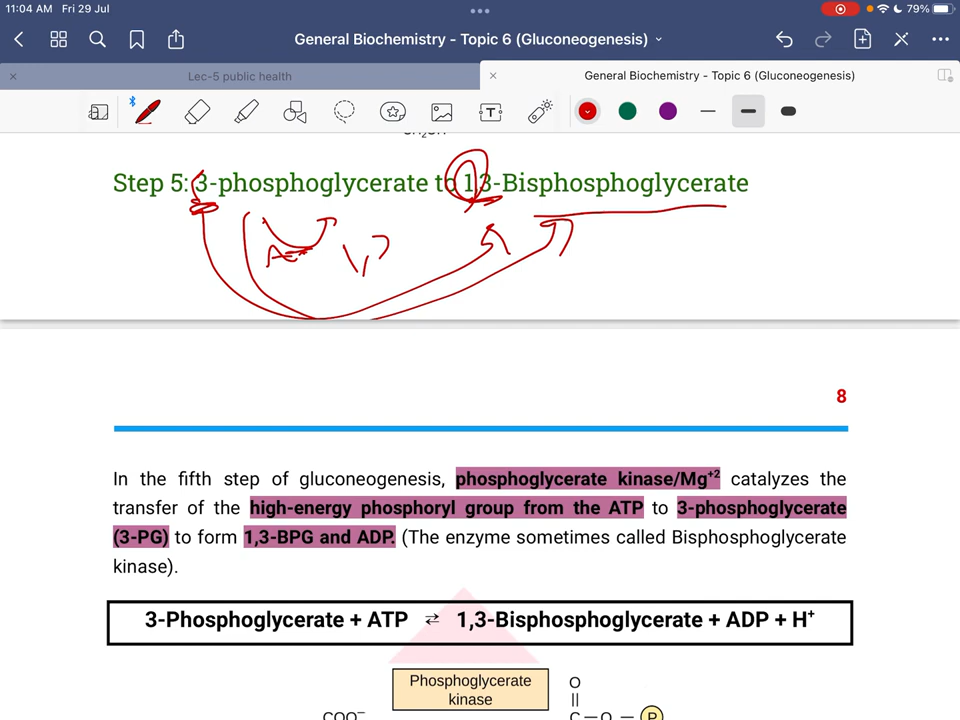 11:04 AM Fri 29 Jul
79%
General Biochemistry - Topic 6 (Gluconeogenesis)
Lec-5 public health
General Biochemistry - Topic 6 (Gluconeogenesis)
Step 5: 3-phosphoglycerate to 1,3-Bisphosphoglycerate
1,3
8
In the fifth step of gluconeogenesis, phosphoglycerate kinase/Mg+2 catalyzes the
transfer of the high-energy phosphoryl group from the ATP to 3-phosphoglycerate
(3-PG) to form 1,3-BPG and ADP. (The enzyme sometimes called Bisphosphoglycerate
kinase).
3-Phosphoglycerate + ATP ⇄ 1,3-Bisphosphoglycerate + ADP + H+
Phosphoglycerate
kinase
O
||
COO−
C — O — P